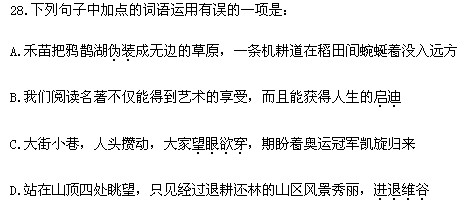 28.下列句子中加点的词语运用有误的一项是：
A.禾苗把鸦鹊湖伪装成无边的草原，一条机耕道在稻田间蜿蜒着没入远方
B.我们阅读名著不仅能得到艺术的享受，而且能获得人生的启迪
C.大街小巷，人头攒动，大家望眼欲穿，期盼着奥运冠军凯旋归来
D.站在山顶四处眺望，只见经过退耕还林的山区风景秀丽，进退维谷